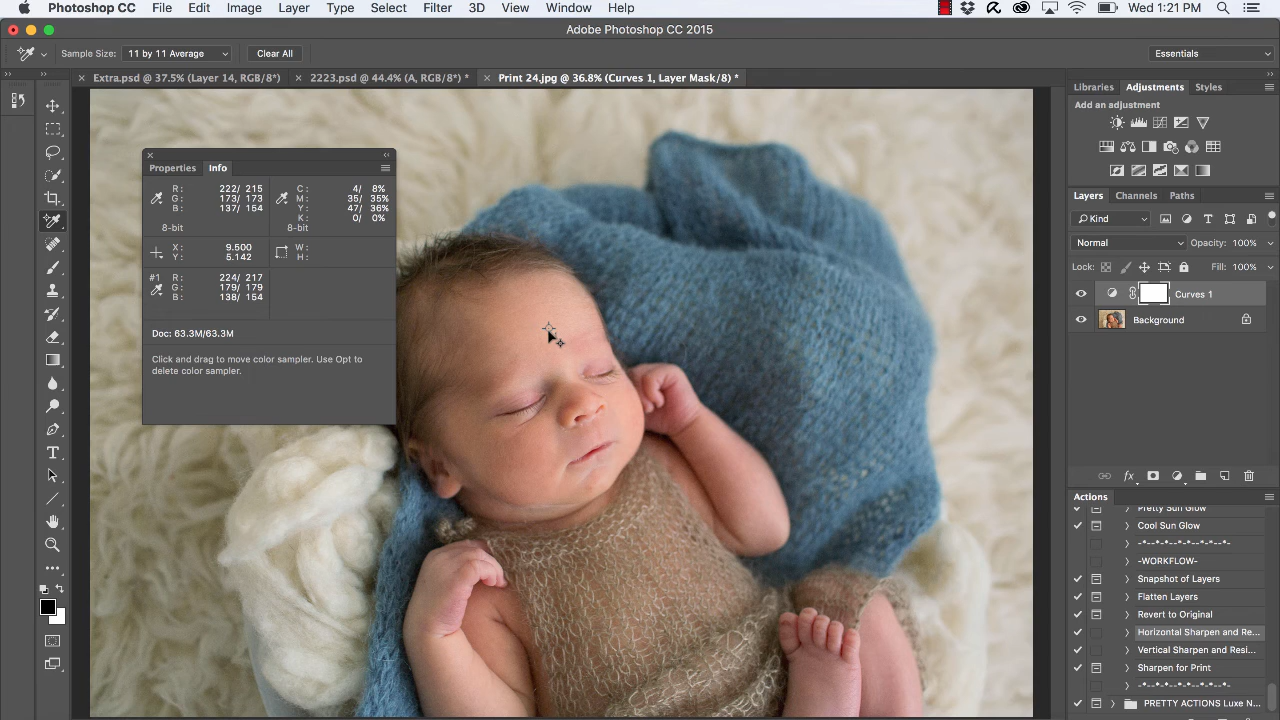 Photoshop CC File Edit Image Layer Type Select Filter 3D View Window Help Wed 1:21 PM
Adobe Photoshop CC 2015
Sample Size: 11 by 11 Average Clear All Essentials
Extra.psd @ 37.5% (Layer 14, RGB/8*) 2223.psd @ 44.4% (A, RGB/8*) * Print 24.jpg @ 36.8% (Curves 1, Layer Mask/8) *
Properties Info
R: 222/ 215 C: 4/ 8%
G: 173/ 173 M: 35/ 35%
B: 137/ 154 Y: 47/ 36%
K: 0/ 0%
8-bit 8-bit
X: 9.500 W:
Y: 5.142 H:
#1 R: 224/ 217
G: 179/ 179
B: 138/ 154
Doc: 63.3M/63.3M
Click and drag to move color sampler. Use Opt to
delete color sampler.
Libraries Adjustments Styles
Add an adjustment
Layers Channels Paths
Kind
Normal Opacity: 100%
Lock: Fill: 100%
Curves 1
Background
fx
Actions
Pretty Sun Glow
Cool Sun Glow
-*--*--*--*--*--*--*-
-WORKFLOW-
Snapshot of Layers
Flatten Layers
Revert to Original
Horizontal Sharpen and Re...
Vertical Sharpen and Resi...
Sharpen for Print
-*--*--*--*--*--*--*-
PRETTY ACTIONS Luxe N...